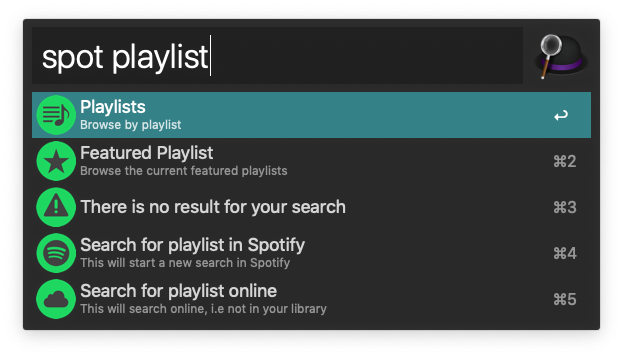 spot playlist
Playlists
Browse by playlist
↩
Featured Playlist
Browse the current featured playlists
⌘2
There is no result for your search
⌘3
Search for playlist in Spotify
This will start a new search in Spotify
⌘4
Search for playlist online
This will search online, i.e not in your library
⌘5